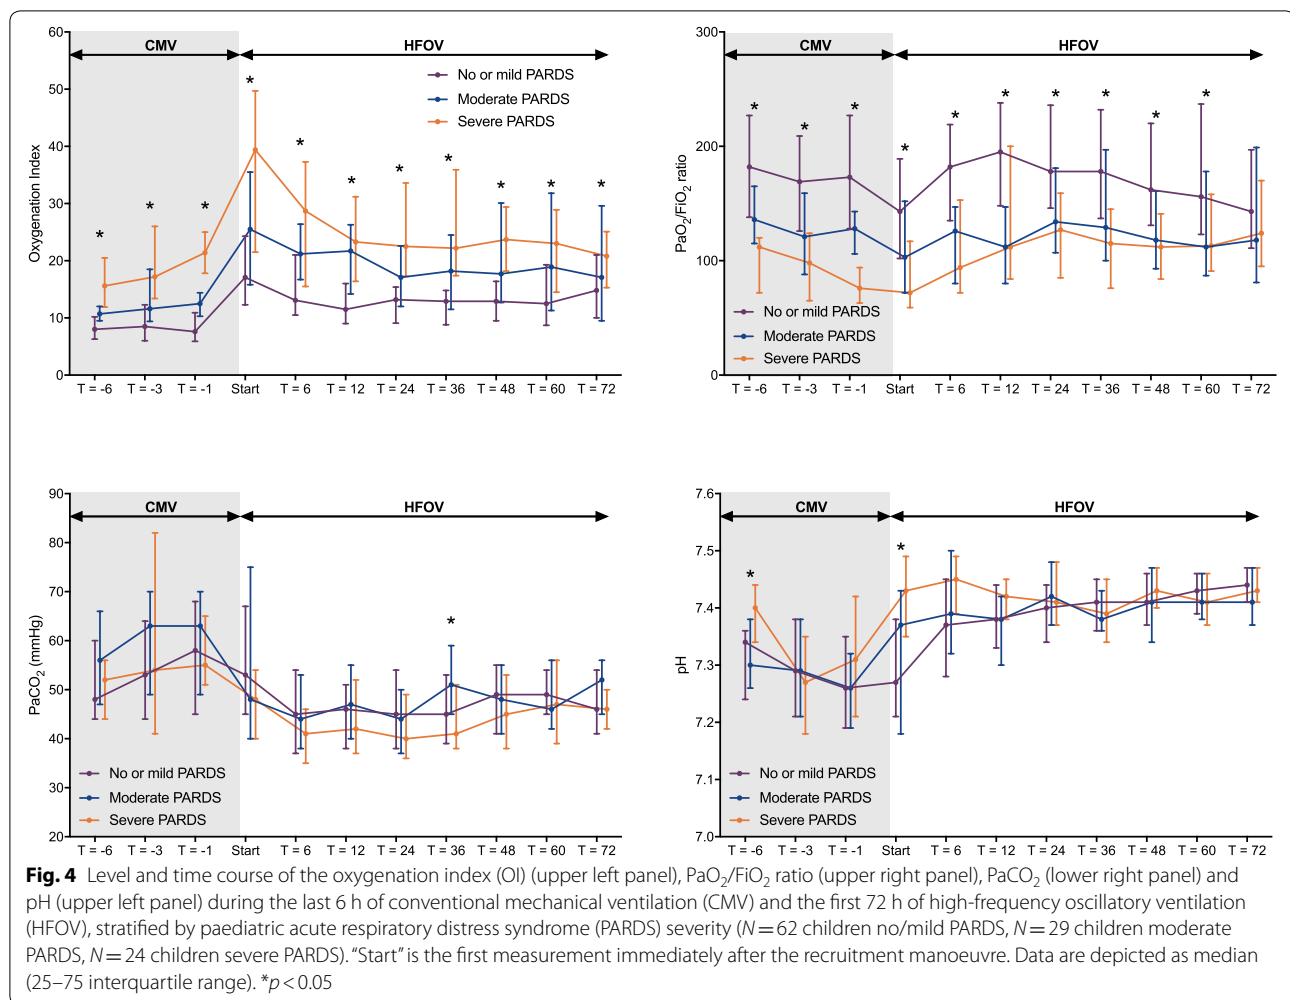 60
50
40
30
20
10
0
Oxygenation Index
CMV
HFOV
No or mild PARDS
Moderate PARDS
Severe PARDS
* * * * * * * * * * *
T = -6 T = -3 T = -1 Start T = 6 T = 12 T = 24 T = 36 T = 48 T = 60 T = 72
300
200
100
0
PaO2/FiO2 ratio
CMV
HFOV
* * * * * * * * * *
No or mild PARDS
Moderate PARDS
Severe PARDS
T = -6 T = -3 T = -1 Start T = 6 T = 12 T = 24 T = 36 T = 48 T = 60 T = 72
90
80
70
60
50
40
30
20
PaCO2 (mmHg)
CMV
HFOV
*
No or mild PARDS
Moderate PARDS
Severe PARDS
T = -6 T = -3 T = -1 Start T = 6 T = 12 T = 24 T = 36 T = 48 T = 60 T = 72
7.6
7.5
7.4
7.3
7.2
7.1
7.0
pH
CMV
HFOV
* *
No or mild PARDS
Moderate PARDS
Severe PARDS
T = -6 T = -3 T = -1 Start T = 6 T = 12 T = 24 T = 36 T = 48 T = 60 T = 72
Fig. 4 Level and time course of the oxygenation index (OI) (upper left panel), PaO2/FiO2 ratio (upper right panel), PaCO2 (lower right panel) and
pH (upper left panel) during the last 6 h of conventional mechanical ventilation (CMV) and the first 72 h of high-frequency oscillatory ventilation
(HFOV), stratified by paediatric acute respiratory distress syndrome (PARDS) severity (N = 62 children no/mild PARDS, N = 29 children moderate
PARDS, N = 24 children severe PARDS). “Start” is the first measurement immediately after the recruitment manoeuvre. Data are depicted as median
(25–75 interquartile range). *p < 0.05